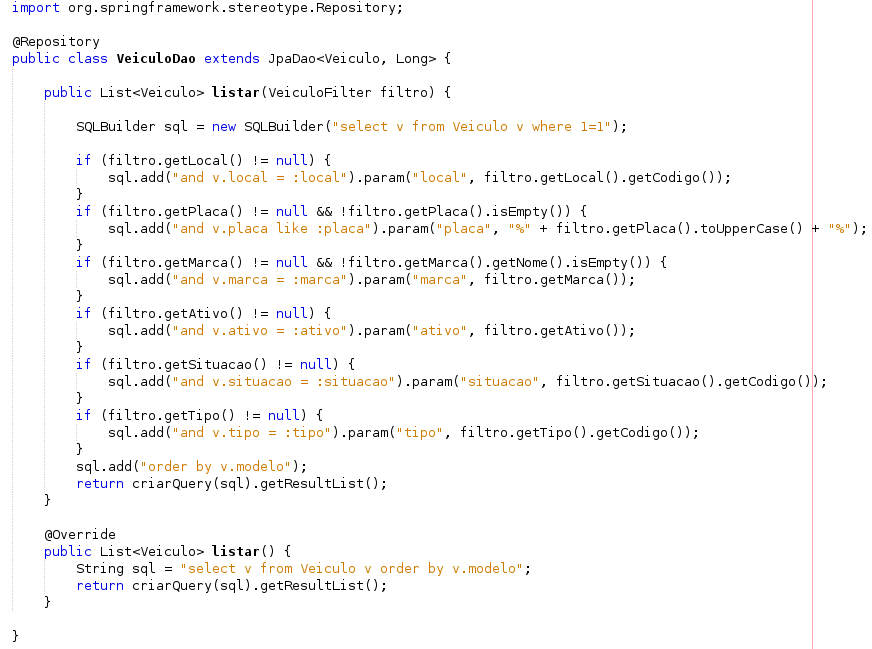 import org.springframework.stereotype.Repository;
@Repository
public class VeiculoDao extends JpaDao<Veiculo, Long> {
public List<Veiculo> listar(VeiculoFilter filtro) {
SQLBuilder sql = new SQLBuilder("select v from Veiculo v where 1=1");
if (filtro.getLocal() != null) {
sql.add("and v.local = :local").param("local", filtro.getLocal().getCodigo());
}
if (filtro.getPlaca() != null && !filtro.getPlaca().isEmpty()) {
sql.add("and v.placa like :placa").param("placa", "%" + filtro.getPlaca().toUpperCase() + "%");
}
if (filtro.getMarca() != null && !filtro.getMarca().getNome().isEmpty()) {
sql.add("and v.marca = :marca").param("marca", filtro.getMarca());
}
if (filtro.getAtivo() != null) {
sql.add("and v.ativo = :ativo").param("ativo", filtro.getAtivo());
}
if (filtro.getSituacao() != null) {
sql.add("and v.situacao = :situacao").param("situacao", filtro.getSituacao().getCodigo());
}
if (filtro.getTipo() != null) {
sql.add("and v.tipo = :tipo").param("tipo", filtro.getTipo().getCodigo());
}
sql.add("order by v.modelo");
return criarQuery(sql).getResultList();
}
@Override
public List<Veiculo> listar() {
String sql = "select v from Veiculo v order by v.modelo";
return criarQuery(sql).getResultList();
}
}